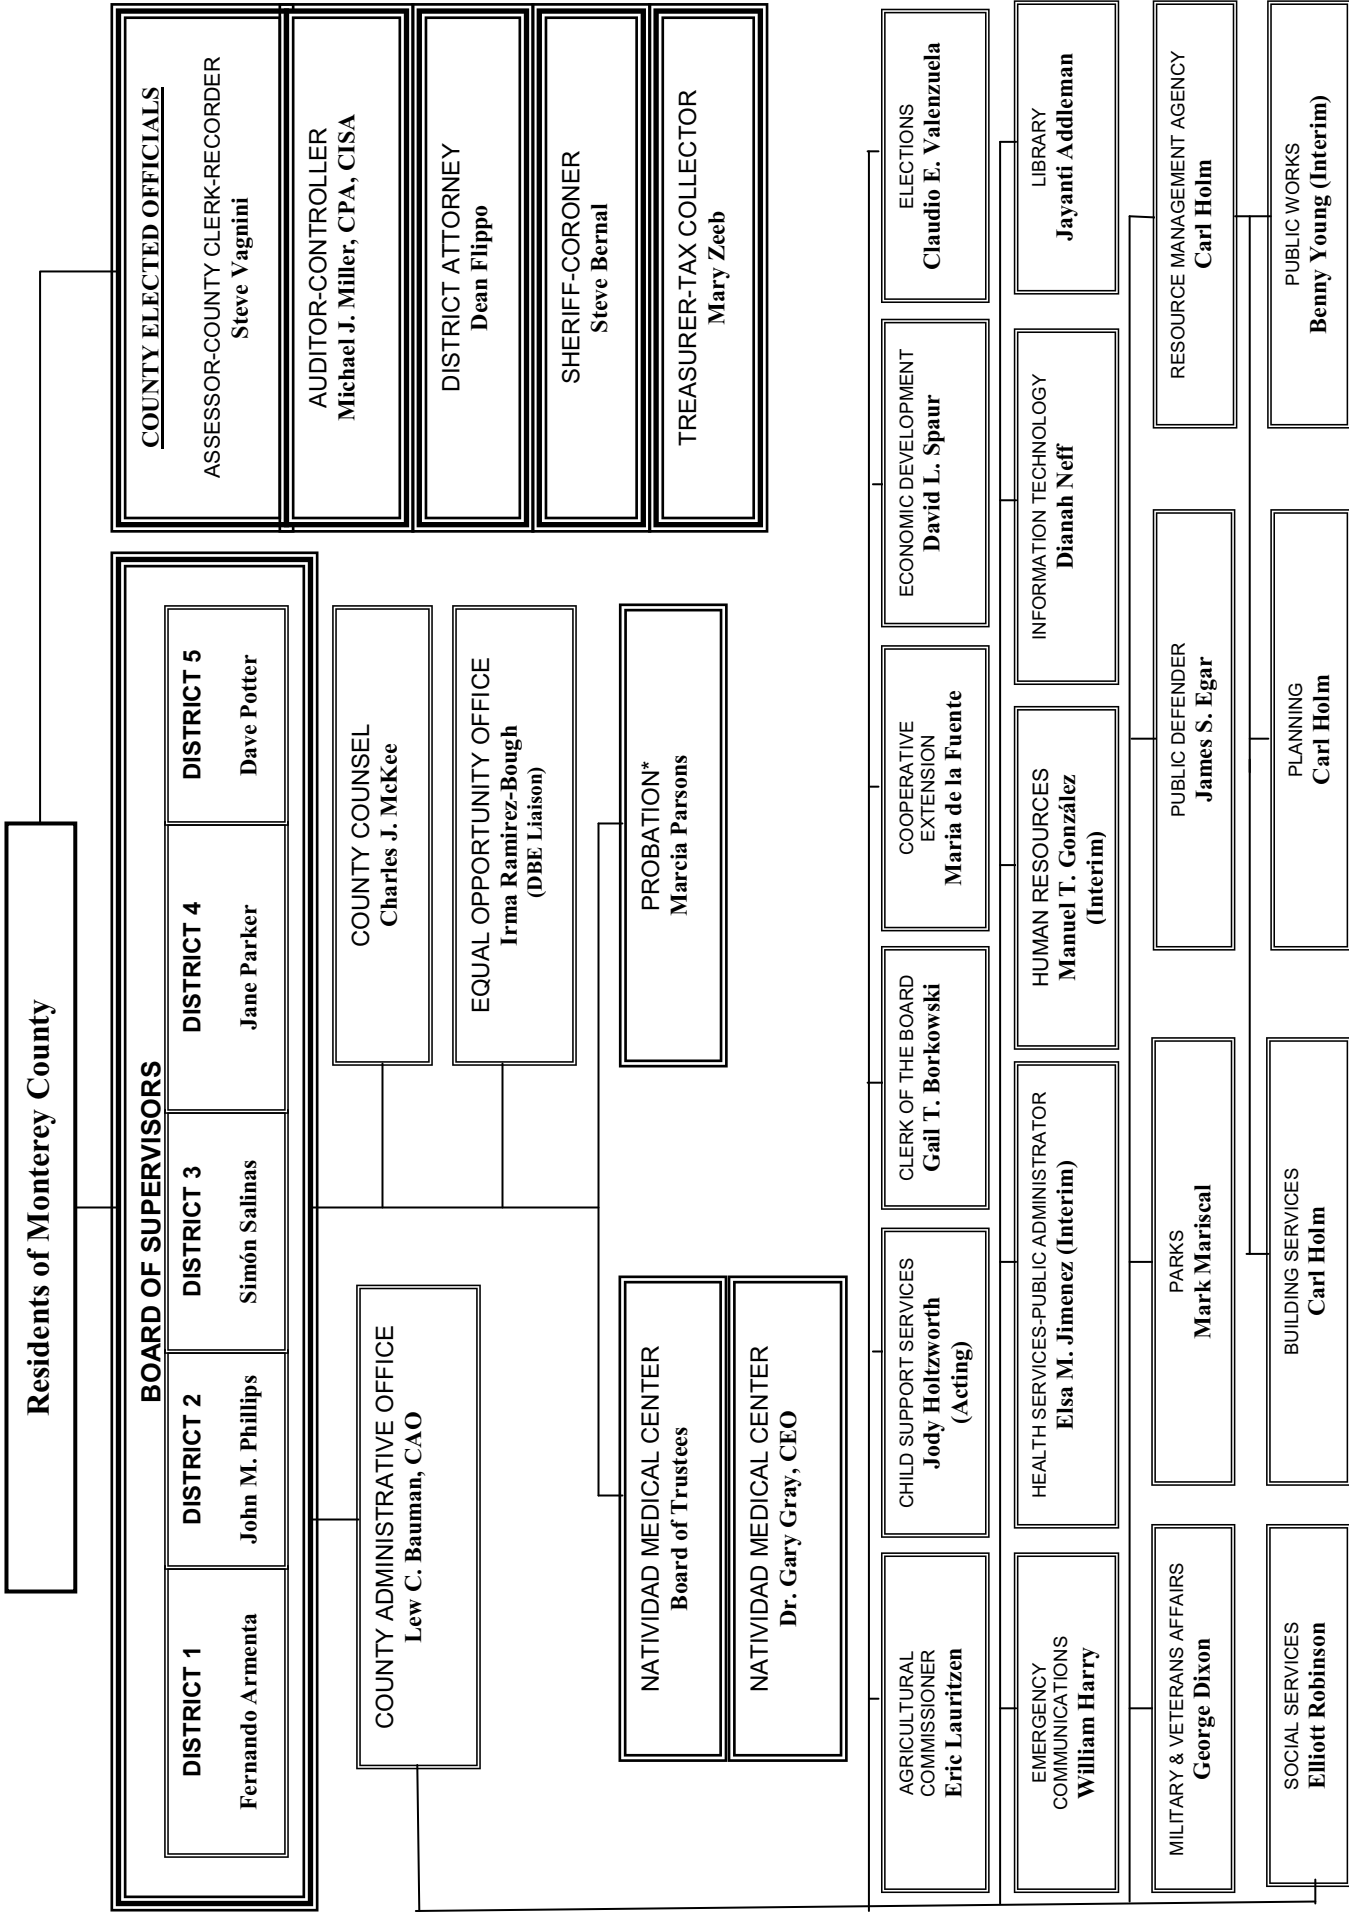 Residents of Monterey County
BOARD OF SUPERVISORS
DISTRICT 1
Fernando Armenta
DISTRICT 2
John M. Phillips
DISTRICT 3
Simón Salinas
DISTRICT 4
Jane Parker
DISTRICT 5
Dave Potter
COUNTY ELECTED OFFICIALS
ASSESSOR-COUNTY CLERK-RECORDER
Steve Vagnini
AUDITOR-CONTROLLER
Michael J. Miller, CPA, CISA
DISTRICT ATTORNEY
Dean Flippo
SHERIFF-CORONER
Steve Bernal
TREASURER-TAX COLLECTOR
Mary Zeeb
COUNTY ADMINISTRATIVE OFFICE
Lew C. Bauman, CAO
COUNTY COUNSEL
Charles J. McKee
EQUAL OPPORTUNITY OFFICE
Irma Ramirez-Bough
(DBE Liaison)
NATIVIDAD MEDICAL CENTER
Board of Trustees
NATIVIDAD MEDICAL CENTER
Dr. Gary Gray, CEO
PROBATION*
Marcia Parsons
AGRICULTURAL
COMMISSIONER
Eric Lauritzen
CHILD SUPPORT SERVICES
Jody Holtzworth
(Acting)
CLERK OF THE BOARD
Gail T. Borkowski
COOPERATIVE
EXTENSION
Maria de la Fuente
ECONOMIC DEVELOPMENT
David L. Spaur
ELECTIONS
Claudio E. Valenzuela
EMERGENCY
COMMUNICATIONS
William Harry
HEALTH SERVICES-PUBLIC ADMINISTRATOR
Elsa M. Jimenez (Interim)
HUMAN RESOURCES
Manuel T. González
(Interim)
INFORMATION TECHNOLOGY
Dianah Neff
LIBRARY
Jayanti Addleman
MILITARY & VETERANS AFFAIRS
George Dixon
PARKS
Mark Mariscal
PUBLIC DEFENDER
James S. Egar
RESOURCE MANAGEMENT AGENCY
Carl Holm
SOCIAL SERVICES
Elliott Robinson
BUILDING SERVICES
Carl Holm
PLANNING
Carl Holm
PUBLIC WORKS
Benny Young (Interim)